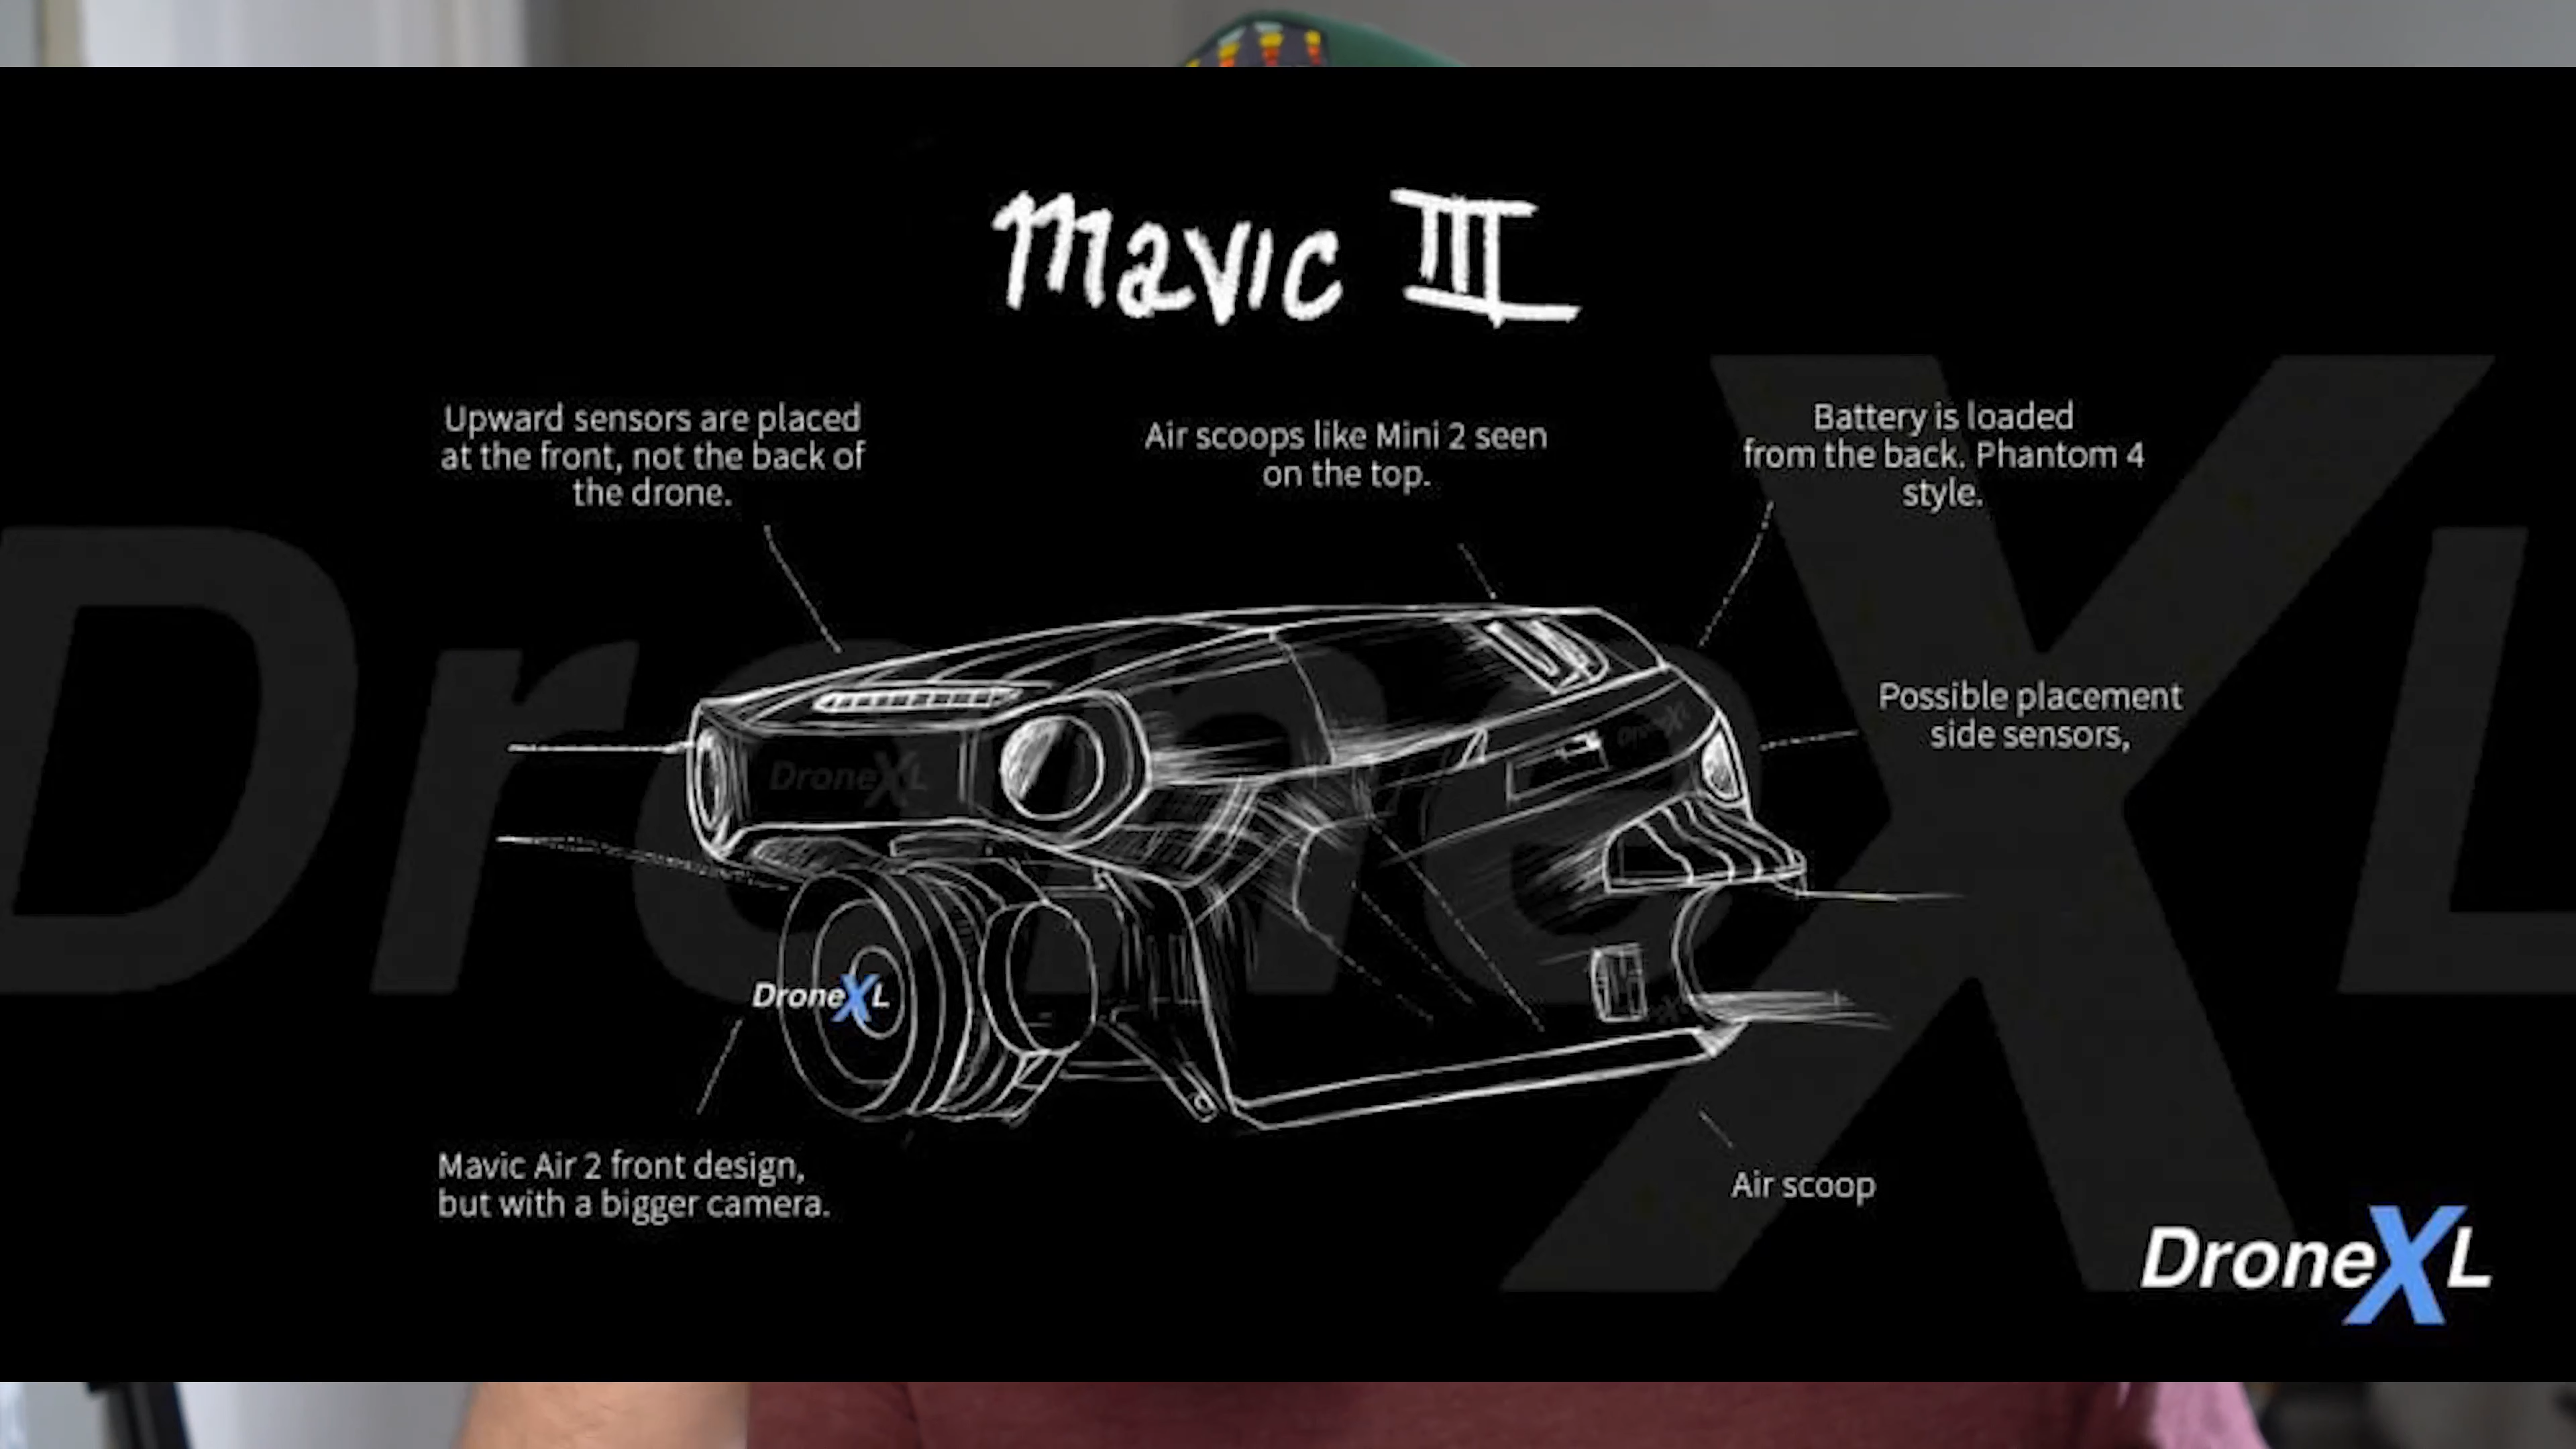 Mavic III
Upward sensors are placed
at the front, not the back of
the drone.
Air scoops like Mini 2 seen
on the top.
Battery is loaded
from the back. Phantom 4
style.
Possible placement
side sensors,
DroneXL
DroneXL
DroneXL
DroneXL
Mavic Air 2 front design,
but with a bigger camera.
Air scoop
DroneXL